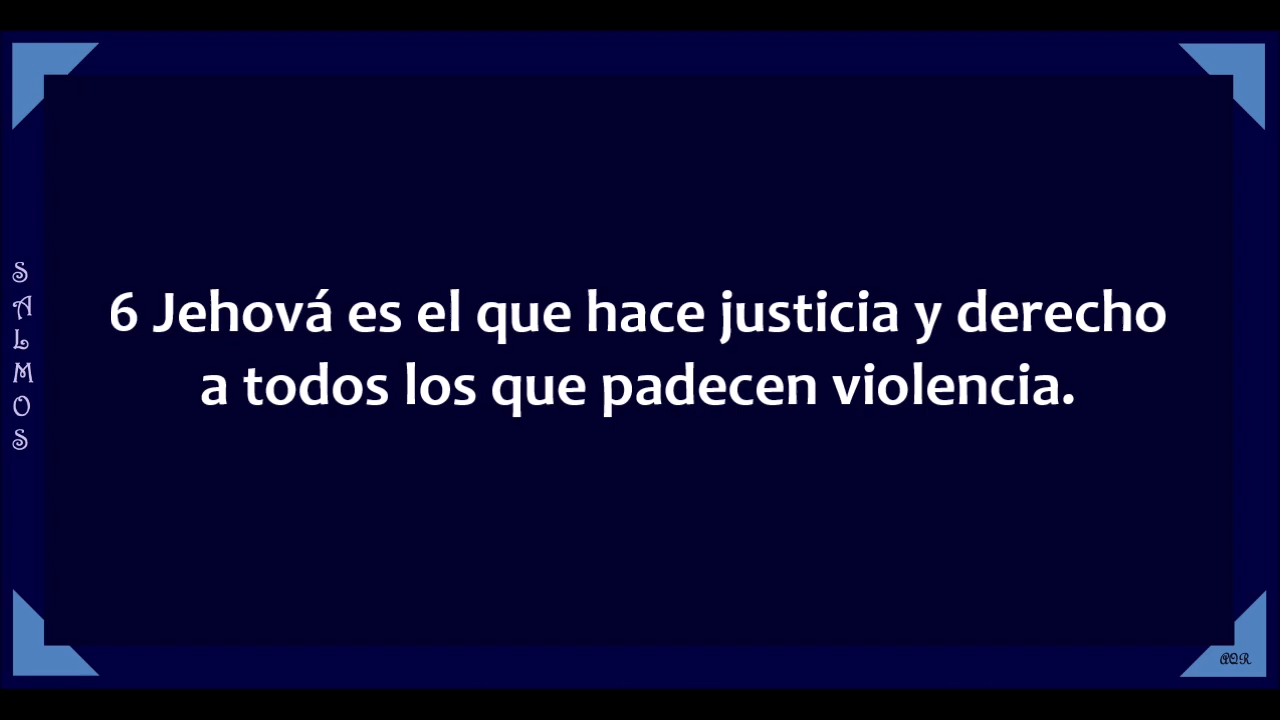 SALMOS
6 Jehová es el que hace justicia y derecho
a todos los que padecen violencia.